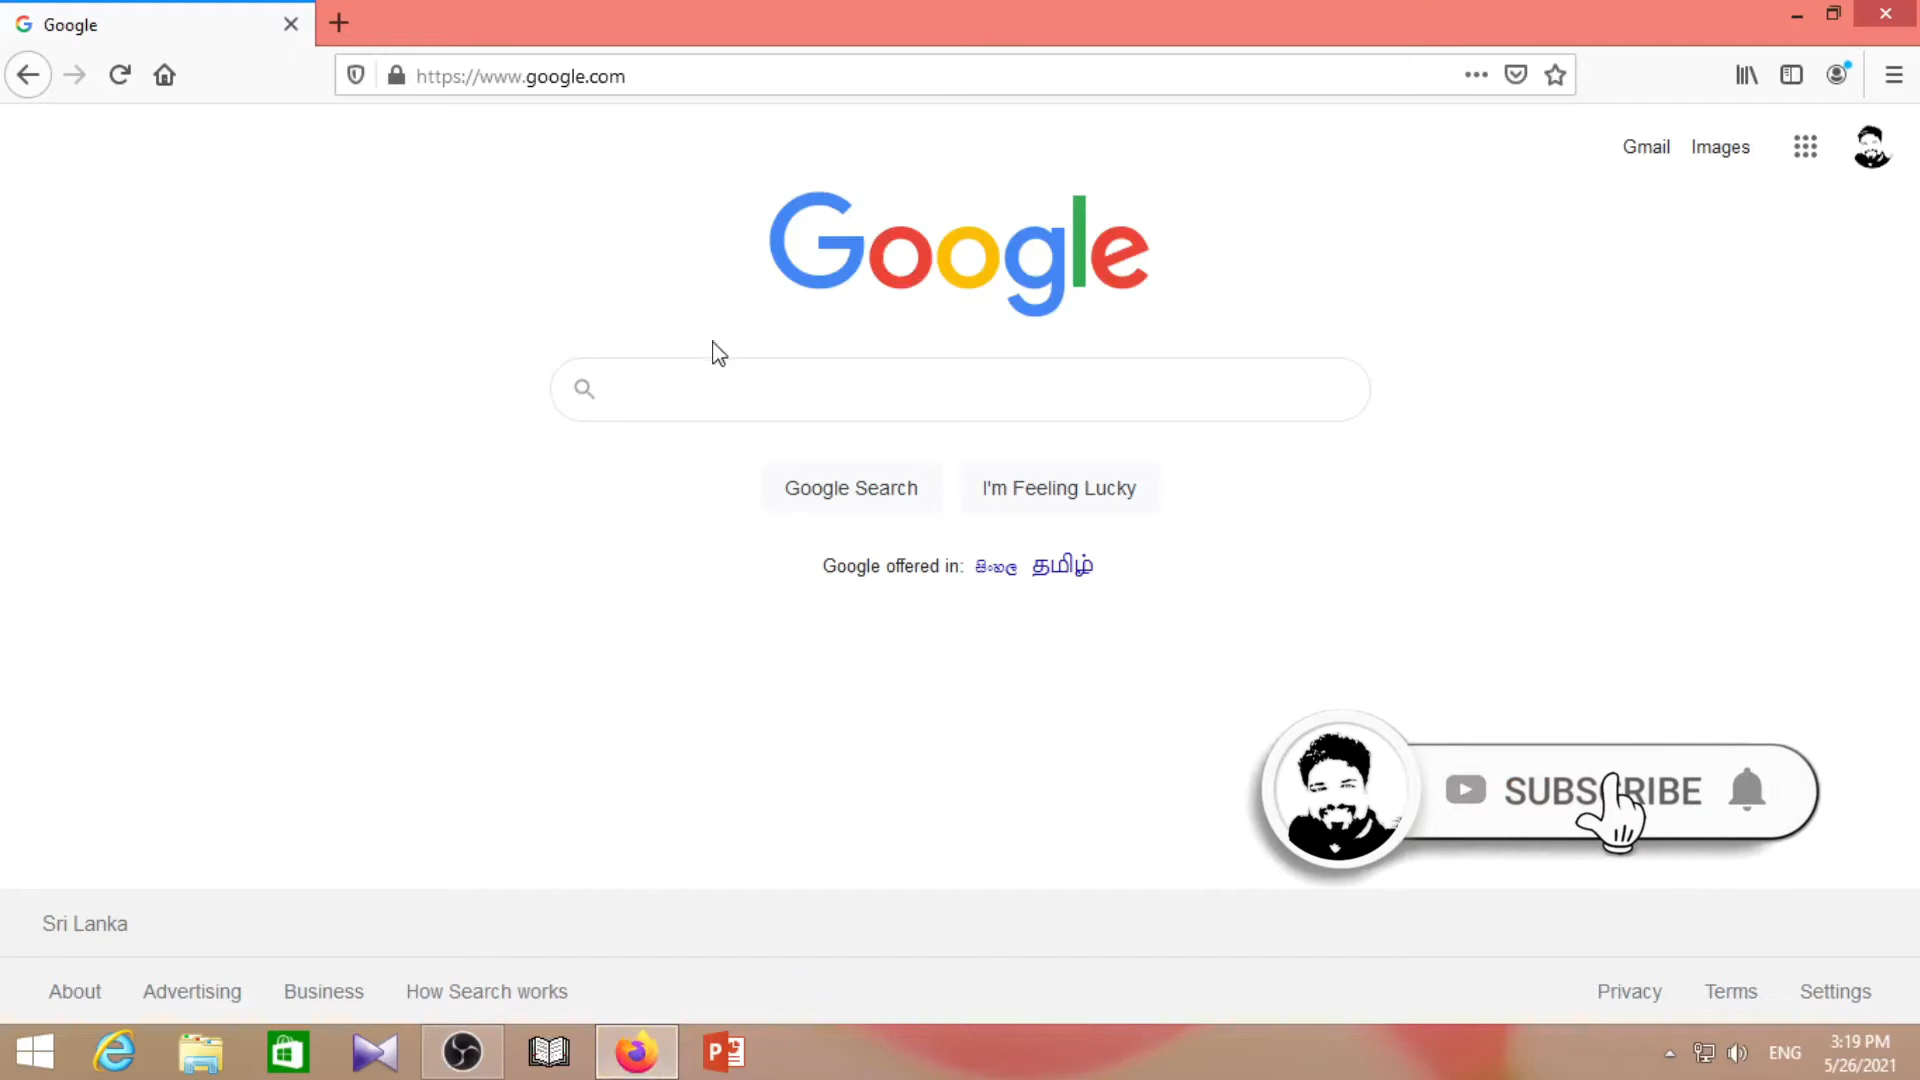 Google
https://www.google.com
Gmail Images
Google
Google Search I'm Feeling Lucky
Google offered in: සිංහල தமிழ்
SUBSCRIBE
Sri Lanka
About Advertising Business How Search works Privacy Terms Settings
ENG 3:19 PM
5/26/2021